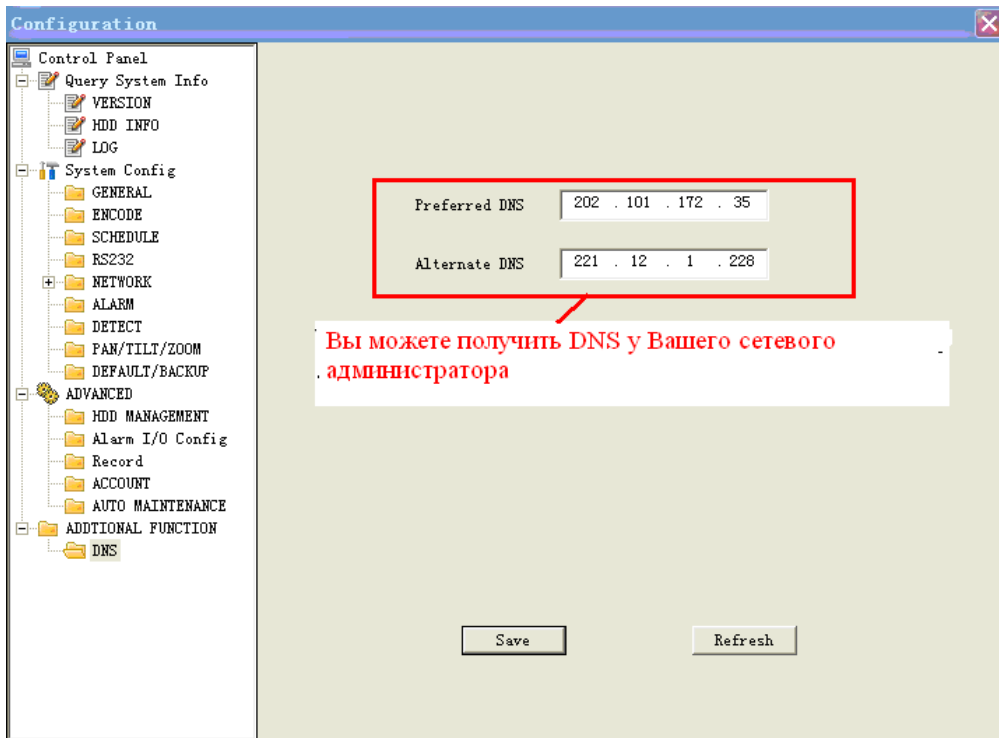 Configuration
Control Panel
Query System Info
VERSION
HDD INFO
LOG
System Config
GENERAL
ENCODE
SCHEDULE
RS232
NETWORK
ALARM
DETECT
PAN/TILT/ZOOM
DEFAULT/BACKUP
ADVANCED
HDD MANAGEMENT
Alarm I/O Config
Record
ACCOUNT
AUTO MAINTENANCE
ADDTIONAL FUNCTION
DNS
Preferred DNS 202 . 101 . 172 . 35
Alternate DNS 221 . 12 . 1 . 228
Вы можете получить DNS у Вашего сетевого
администратора
Save Refresh